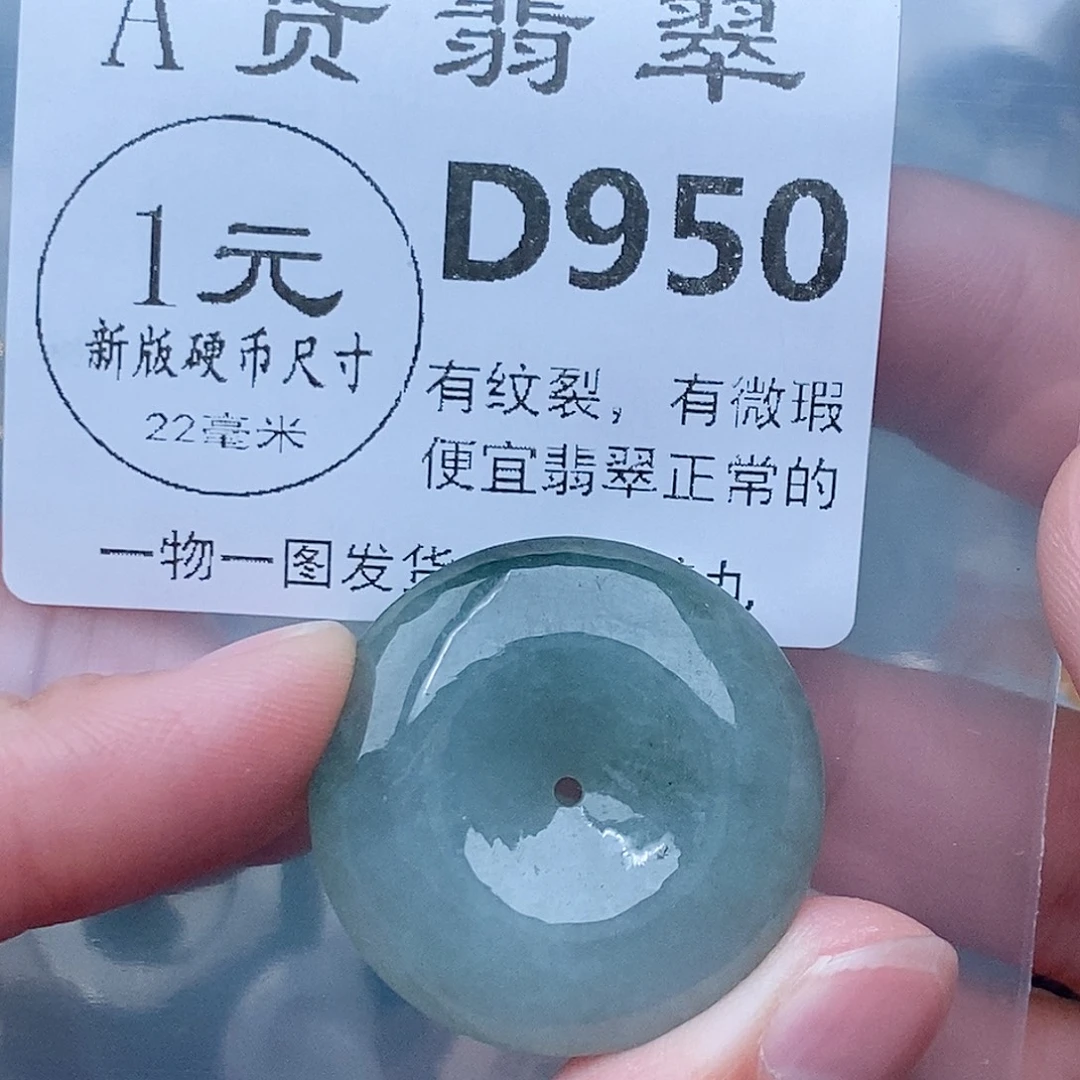 A货翡翠
1元
新版硬币尺寸
22毫米
D950
有纹裂，有微瑕
便宜翡翠正常的
一物一图发货